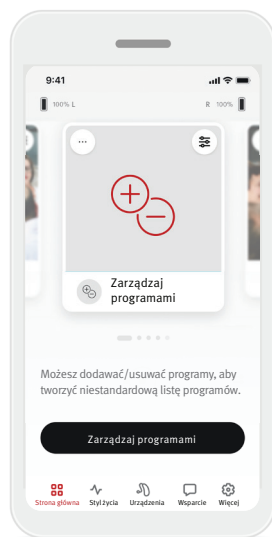 9:41
100% L R 100%
Zarządzaj
programami
Możesz dodawać/usuwać programy, aby
tworzyć niestandardową listę programów.
Zarządzaj programami
Strona główna Styl życia Urządzenia Wsparcie Więcej